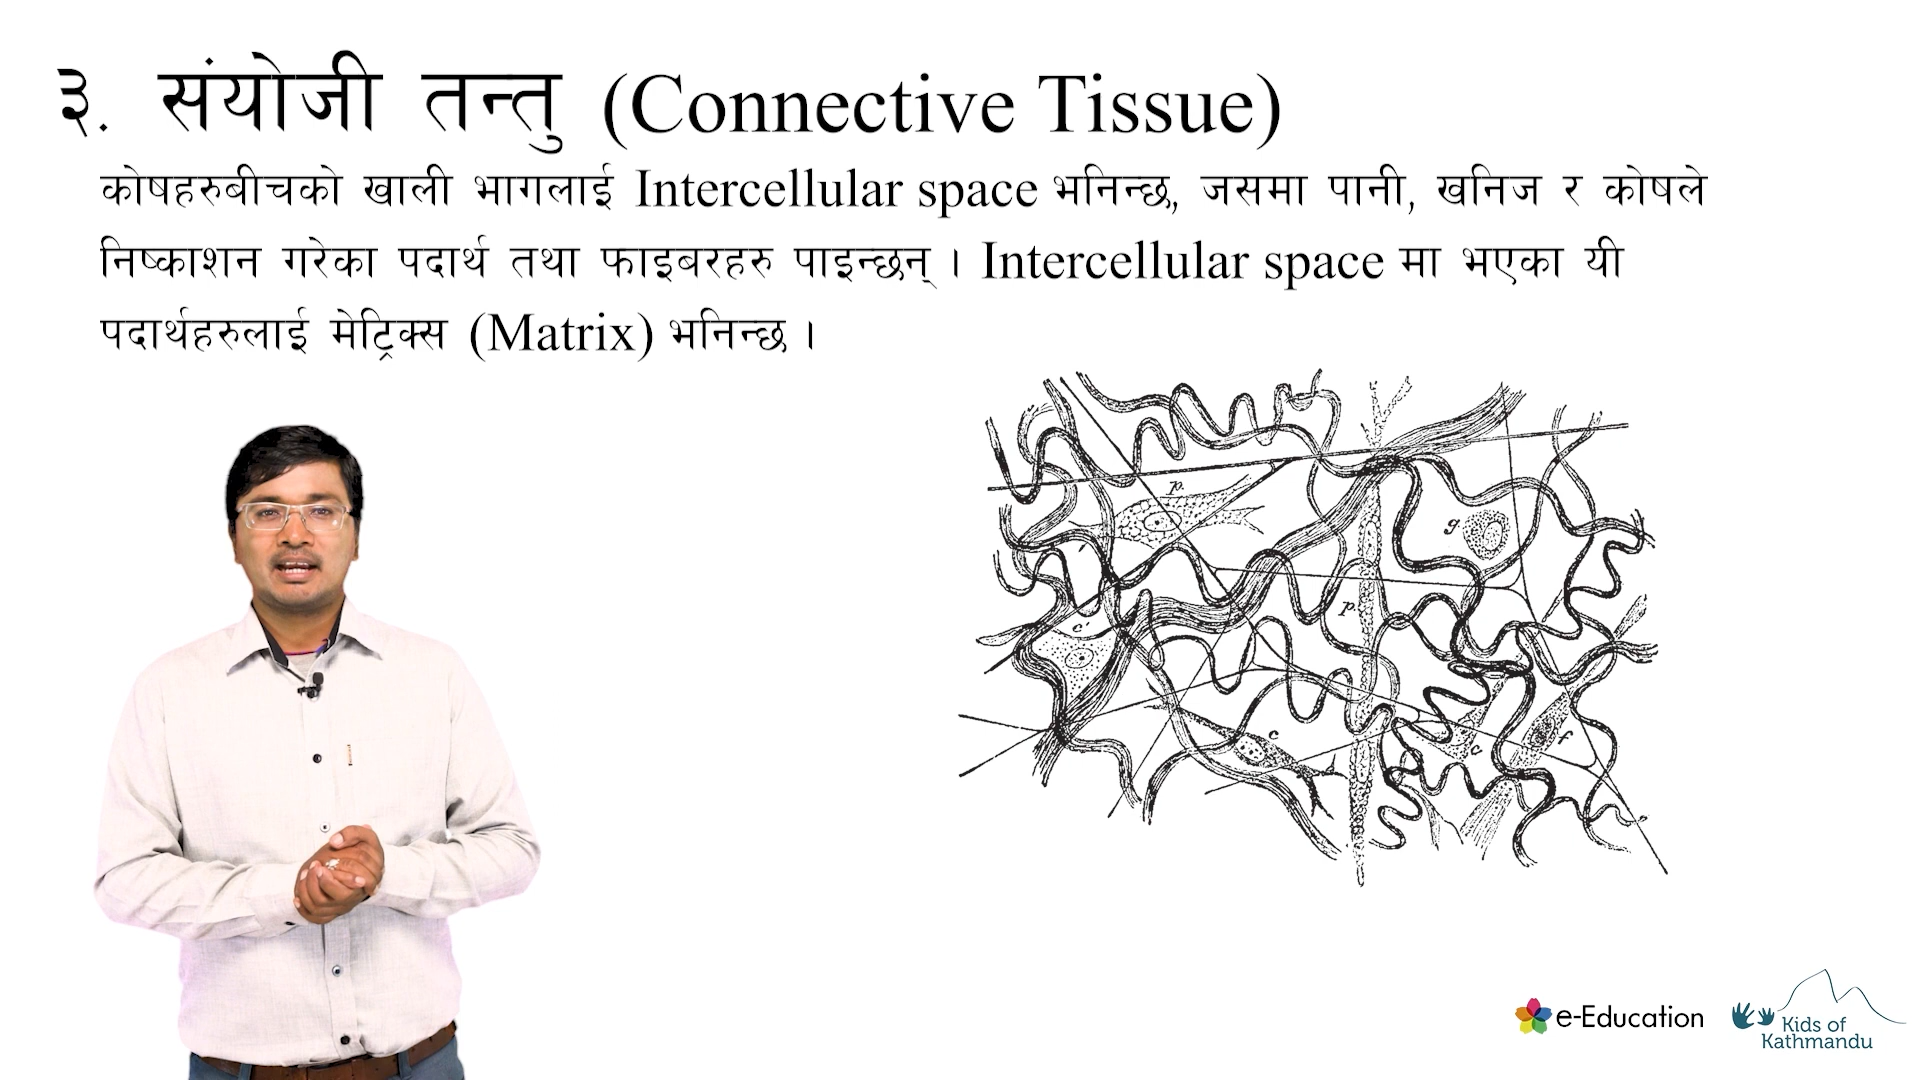 ३. संयोजी तन्तु (Connective Tissue)
कोषहरुबीचको खाली भागलाई Intercellular space भनिन्छ, जसमा पानी, खनिज र कोषले
निष्काशन गरेका पदार्थ तथा फाइबरहरु पाइन्छन् । Intercellular space मा भएका यी
पदार्थहरुलाई मेट्रिक्स (Matrix) भनिन्छ ।
p.
g
p.
c'
c
c
f
e-Education
Kids of
Kathmandu